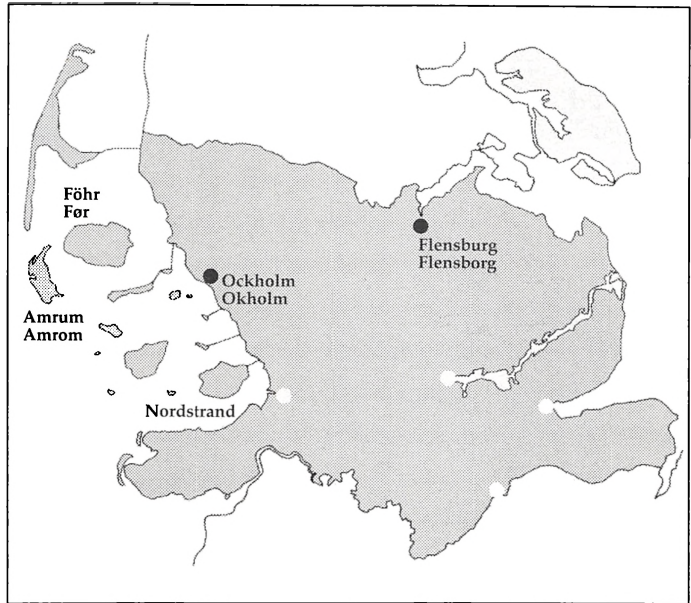 Föhr
Før
Flensburg
Flensborg
Ockholm
Okholm
Amrum
Amrom
Nordstrand